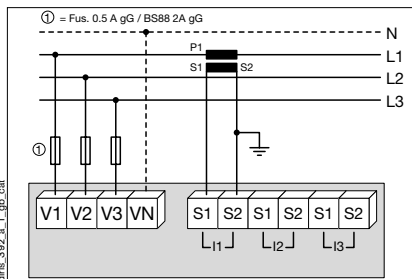 ① = Fus. 0.5 A gG / BS88 2A gG
N
P1
L1
S1 S2
L2
L3
①
V1 V2 V3 VN S1 S2 S1 S2 S1 S2
I1 I2 I3